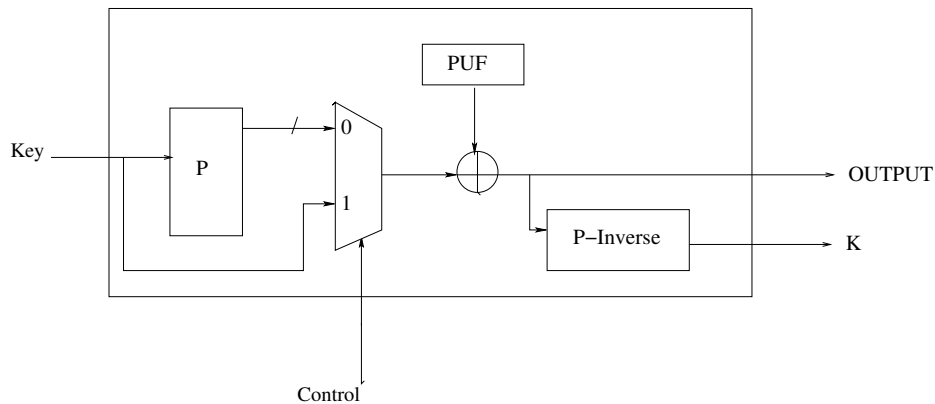 PUF
0
Key
P
OUTPUT
1
P−Inverse
K
Control